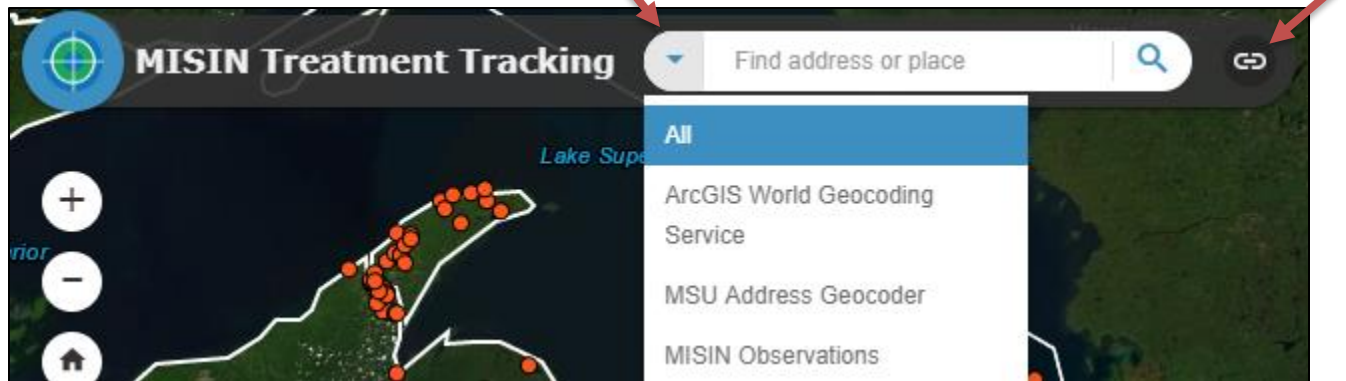 MISIN Treatment Tracking
Find address or place
All
Lake Supe
ArcGIS World Geocoding
Service
rior
MSU Address Geocoder
MISIN Observations